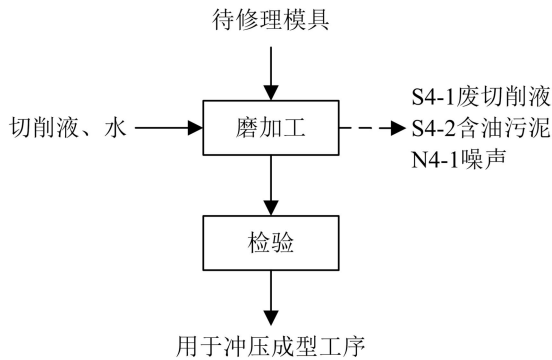 待修理模具
切削液、水
磨加工
S4-1废切削液
S4-2含油污泥
N4-1噪声
检验
用于冲压成型工序